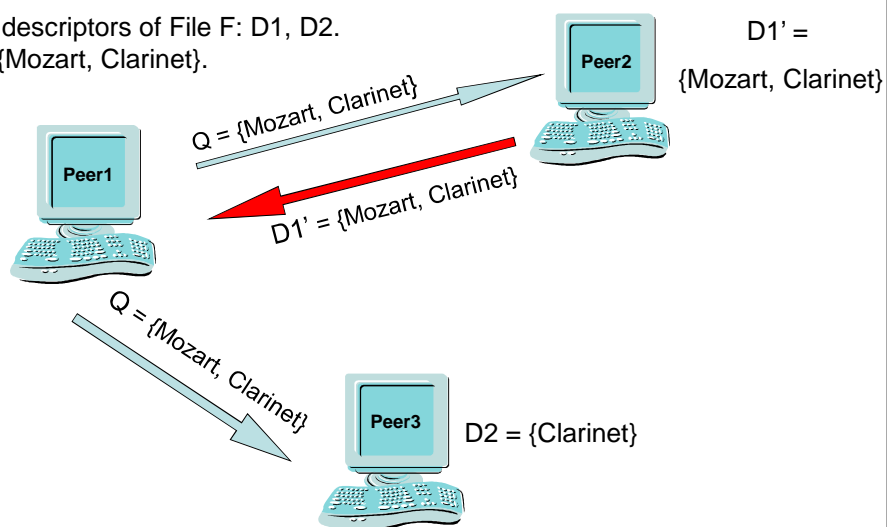 descriptors of File F: D1, D2.
{Mozart, Clarinet}.
D1’ =
{Mozart, Clarinet}
Peer2
Q = {Mozart, Clarinet}
Peer1
D1’ = {Mozart, Clarinet}
Q = {Mozart, Clarinet}
Peer3
D2 = {Clarinet}